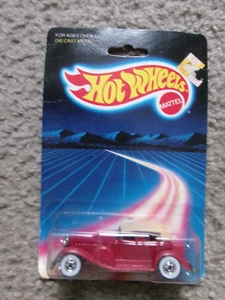 FOR AGES OVER 3
DIE CAST METAL
Hot Wheels
MATTEL